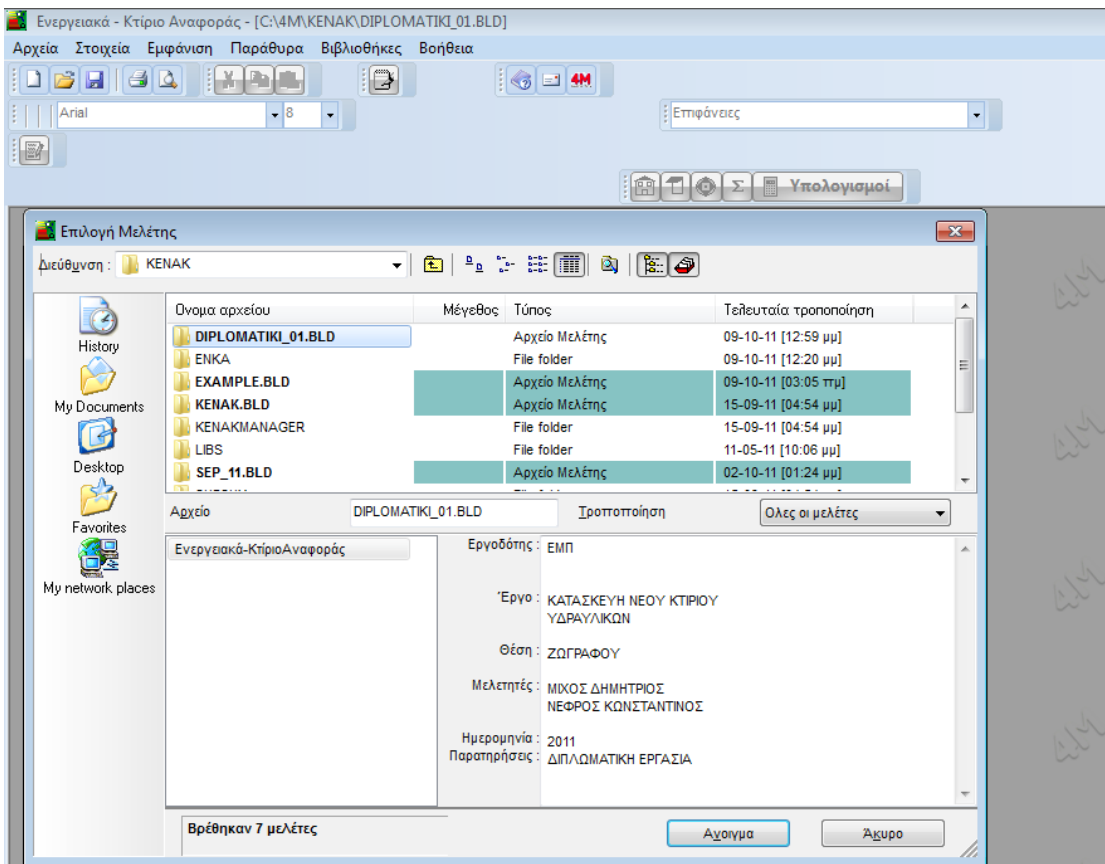 Ενεργειακά - Κτίριο Αναφοράς - [C:\4M\KENAK\DIPLOMATIKI_01.BLD]
Αρχεία Στοιχεία Εμφάνιση Παράθυρα Βιβλιοθήκες Βοήθεια
4M
Arial 8 Επιφάνειες
Σ Υπολογισμοί
Επιλογή Μελέτης
Διεύθυνση : KENAK
Όνομα αρχείου Μέγεθος Τύπος Τελευταία τροποποίηση
DIPLOMATIKI_01.BLD Αρχείο Μελέτης 09-10-11 [12:59 μμ]
ENKA File folder 09-10-11 [12:20 μμ]
EXAMPLE.BLD Αρχείο Μελέτης 09-10-11 [03:05 πμ]
KENAK.BLD Αρχείο Μελέτης 15-09-11 [04:54 μμ]
KENAKMANAGER File folder 15-09-11 [04:54 μμ]
LIBS File folder 11-05-11 [10:06 μμ]
SEP_11.BLD Αρχείο Μελέτης 02-10-11 [01:24 μμ]
History
My Documents
Desktop
Favorites
My network places
Αρχείο DIPLOMATIKI_01.BLD Τροποποίηση Ολες οι μελέτες
Ενεργειακά-ΚτίριοΑναφοράς
Εργοδότης : ΕΜΠ
Έργο : ΚΑΤΑΣΚΕΥΗ ΝΕΟΥ ΚΤΙΡΙΟΥ
ΥΔΡΑΥΛΙΚΩΝ
Θέση : ΖΩΓΡΑΦΟΥ
Μελετητές : ΜΙΧΟΣ ΔΗΜΗΤΡΙΟΣ
ΝΕΦΡΟΣ ΚΩΝΣΤΑΝΤΙΝΟΣ
Ημερομηνία : 2011
Παρατηρήσεις : ΔΙΠΛΩΜΑΤΙΚΗ ΕΡΓΑΣΙΑ
Βρέθηκαν 7 μελέτες
Ανοιγμα Άκυρο
4M
4M
4M